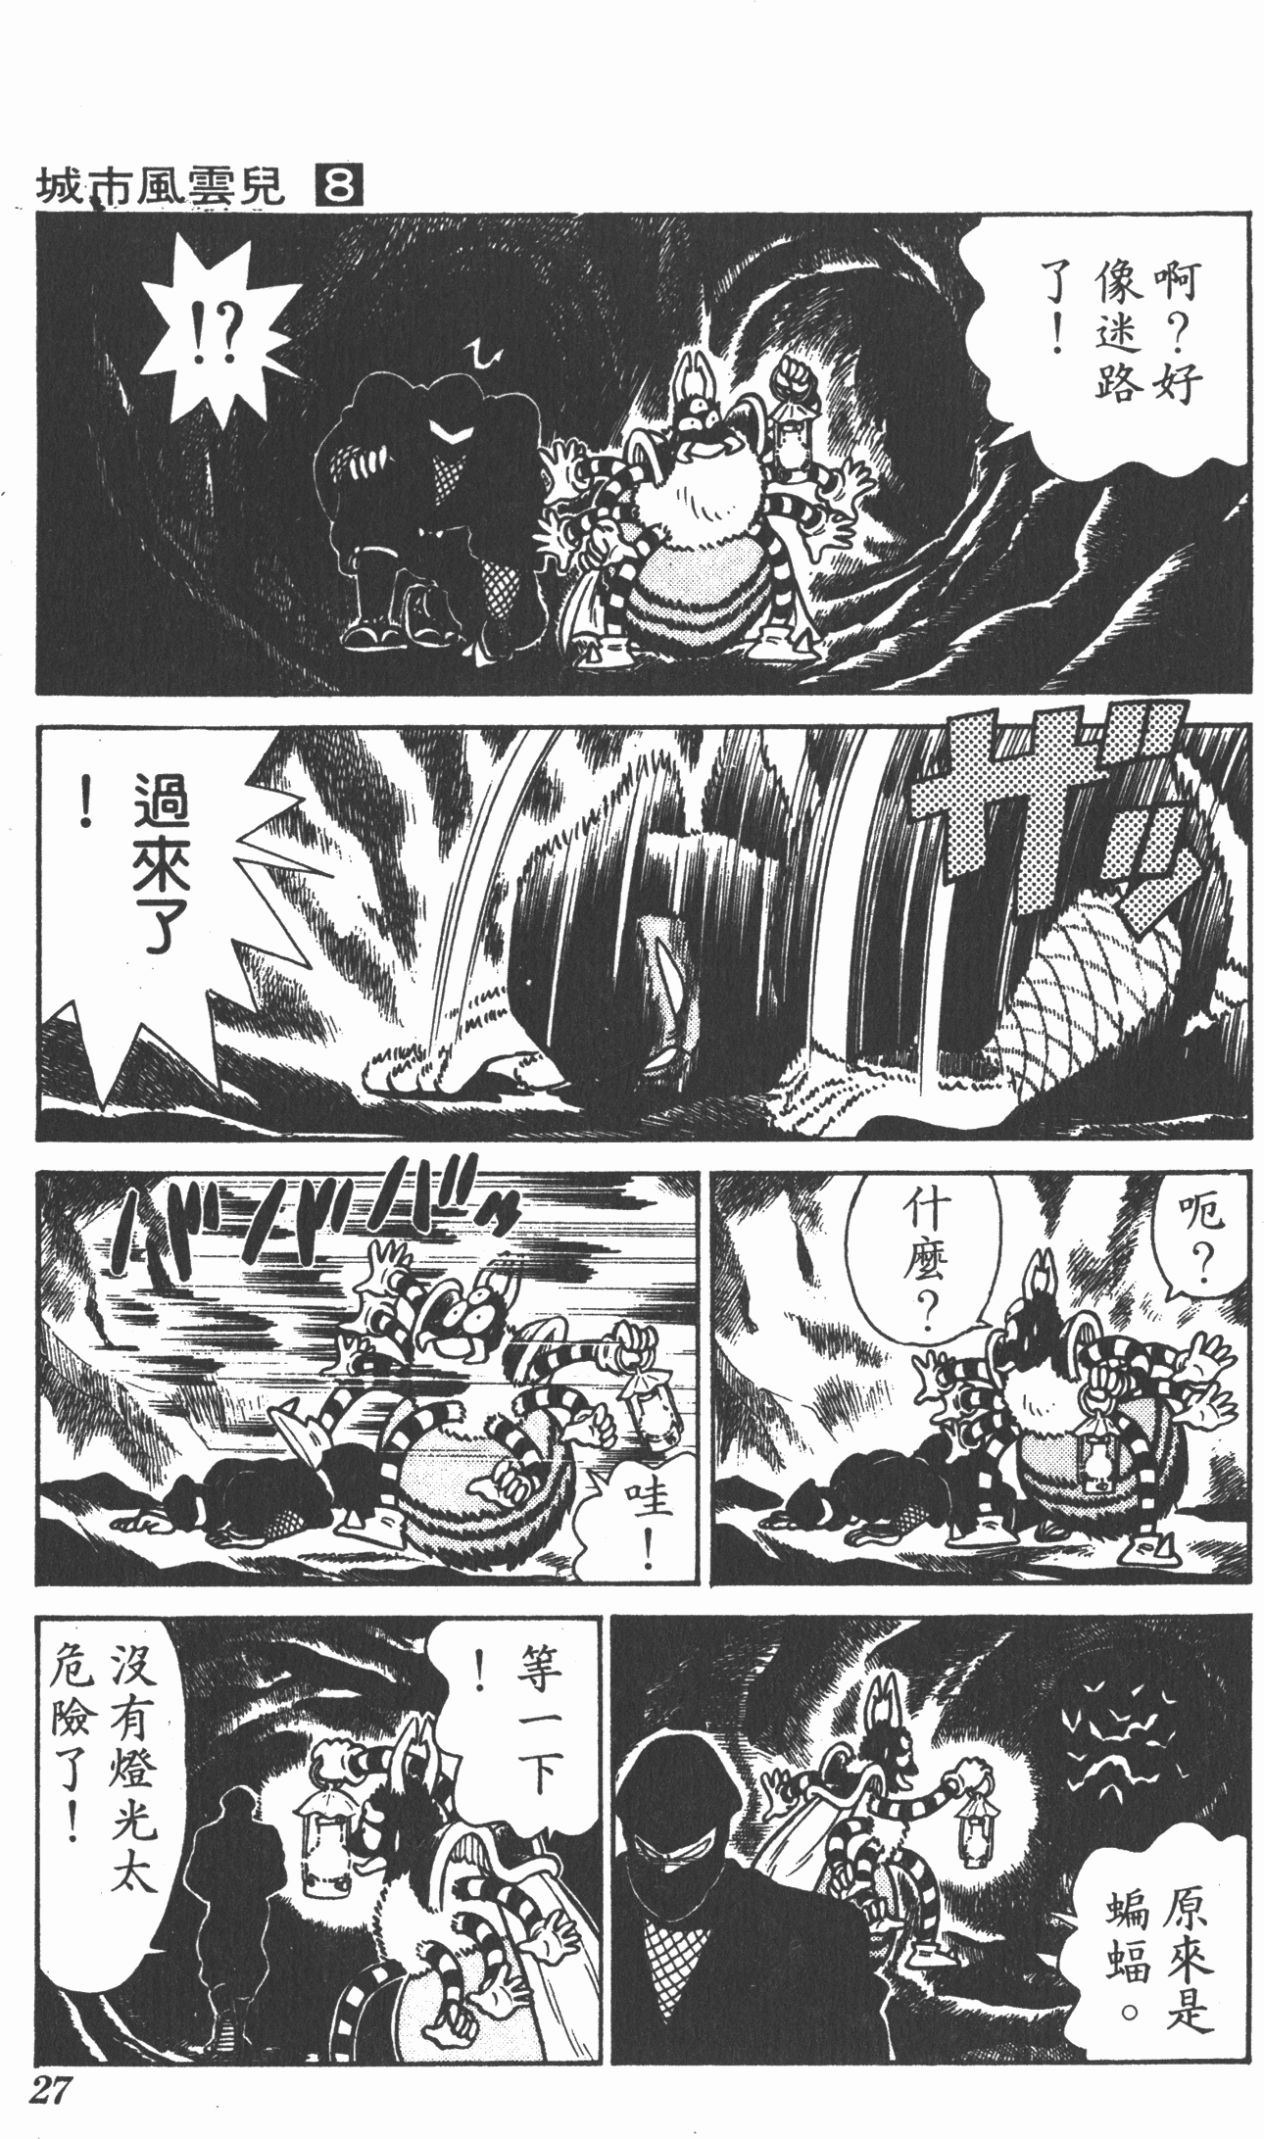 城市風雲兒 8
啊？好
像迷路
了！
!?
ザッ
過來了
！
呃？
什麼？
バババッ
哇！
原來是
蝙蝠。
等一下
！
沒有燈光太
危險了！
27